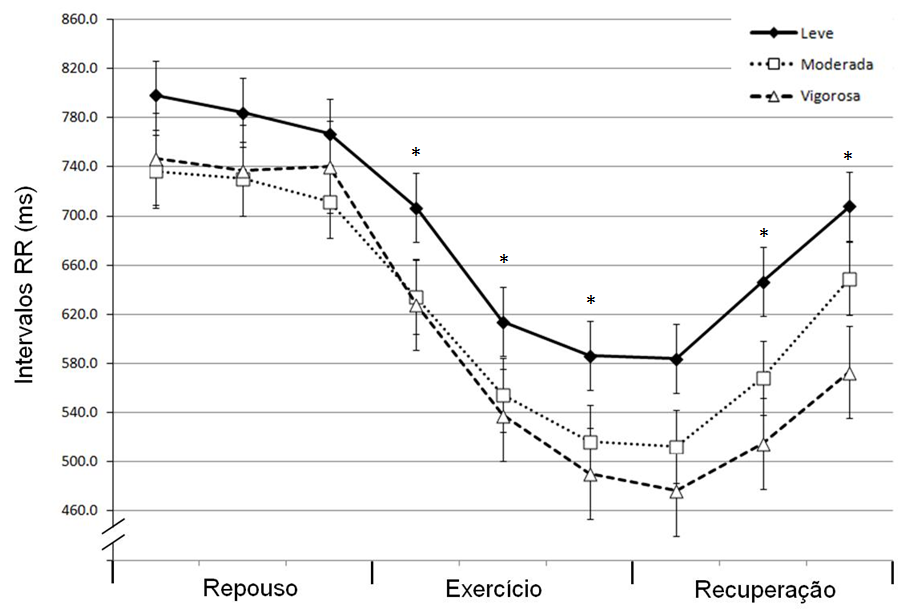 Intervalos RR (ms)
860.0
820.0
780.0
740.0
700.0
660.0
620.0
580.0
540.0
500.0
460.0
Leve
Moderada
Vigorosa
*
*
*
*
*
Repouso
Exercício
Recuperação